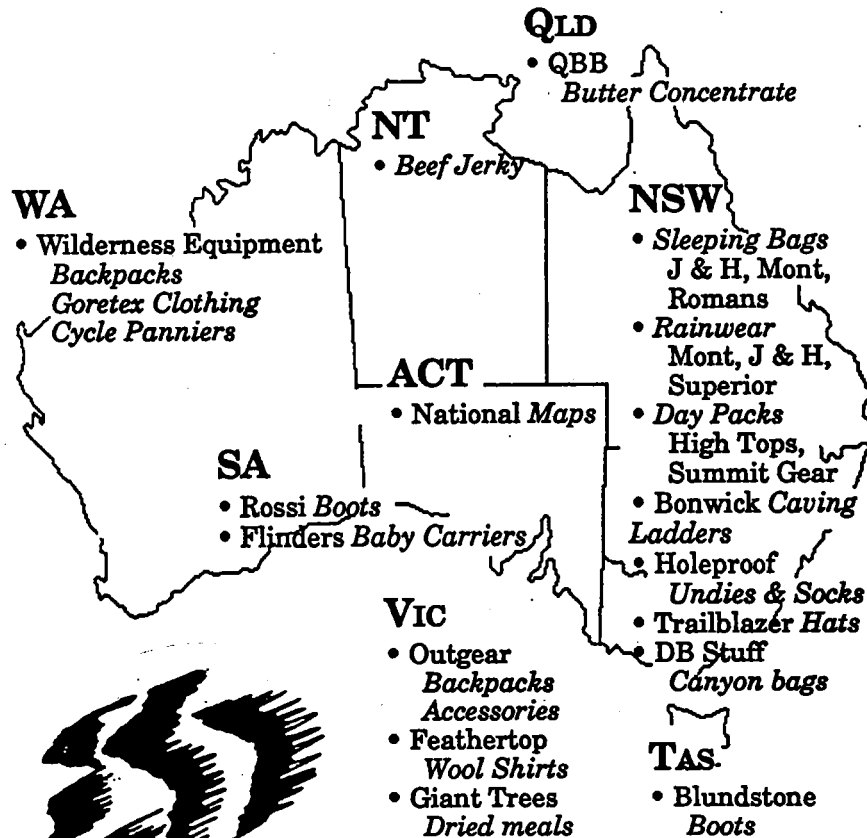 QLD
• QBB
Butter Concentrate
NT
• Beef Jerky
WA
• Wilderness Equipment
Backpacks
Goretex Clothing
Cycle Panniers
NSW
• Sleeping Bags
J & H, Mont,
Romans
• Rainwear
Mont, J & H,
Superior
• Day Packs
High Tops,
Summit Gear
• Bonwick Caving
Ladders
• Holeproof
Undies & Socks
• Trailblazer Hats
• DB Stuff
Canyon bags
ACT
• National Maps
SA
• Rossi Boots
• Flinders Baby Carriers
VIC
• Outgear
Backpacks
Accessories
• Feathertop
Wool Shirts
• Giant Trees
Dried meals
TAS
• Blundstone
Boots